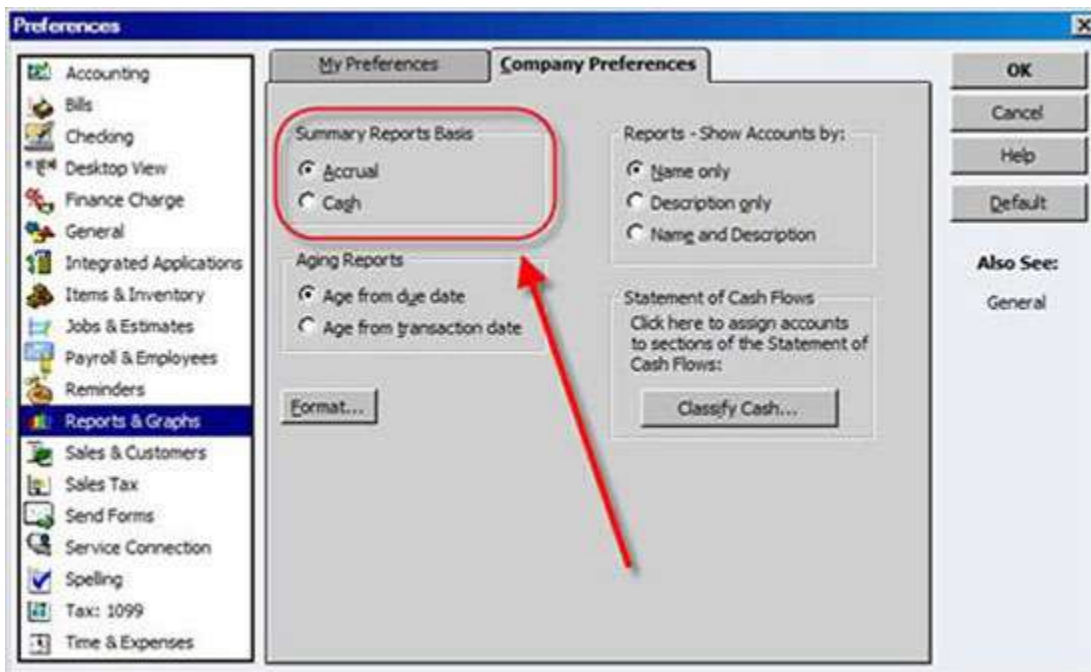 Preferences
Accounting
Bills
Checking
Desktop View
Finance Charge
General
Integrated Applications
Items & Inventory
Jobs & Estimates
Payroll & Employees
Reminders
Reports & Graphs
Sales & Customers
Sales Tax
Send Forms
Service Connection
Spelling
Tax: 1099
Time & Expenses
My Preferences
Company Preferences
Summary Reports Basis
Accrual
Cash
Aging Reports
Age from due date
Age from transaction date
Format...
Reports - Show Accounts by:
Name only
Description only
Name and Description
Statement of Cash Flows
Click here to assign accounts
to sections of the Statement of
Cash Flows:
Classify Cash...
OK
Cancel
Help
Default
Also See:
General